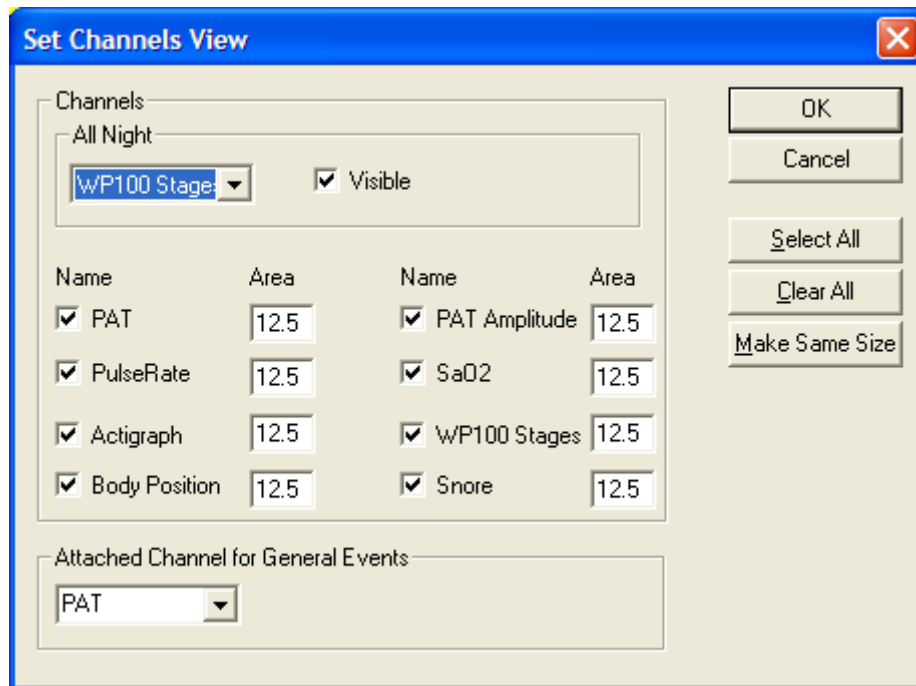 Set Channels View
Channels
All Night
WP100 Stage
Visible
Name Area Name Area
PAT 12.5 PAT Amplitude 12.5
PulseRate 12.5 SaO2 12.5
Actigraph 12.5 WP100 Stages 12.5
Body Position 12.5 Snore 12.5
Attached Channel for General Events
PAT
OK
Cancel
Select All
Clear All
Make Same Size